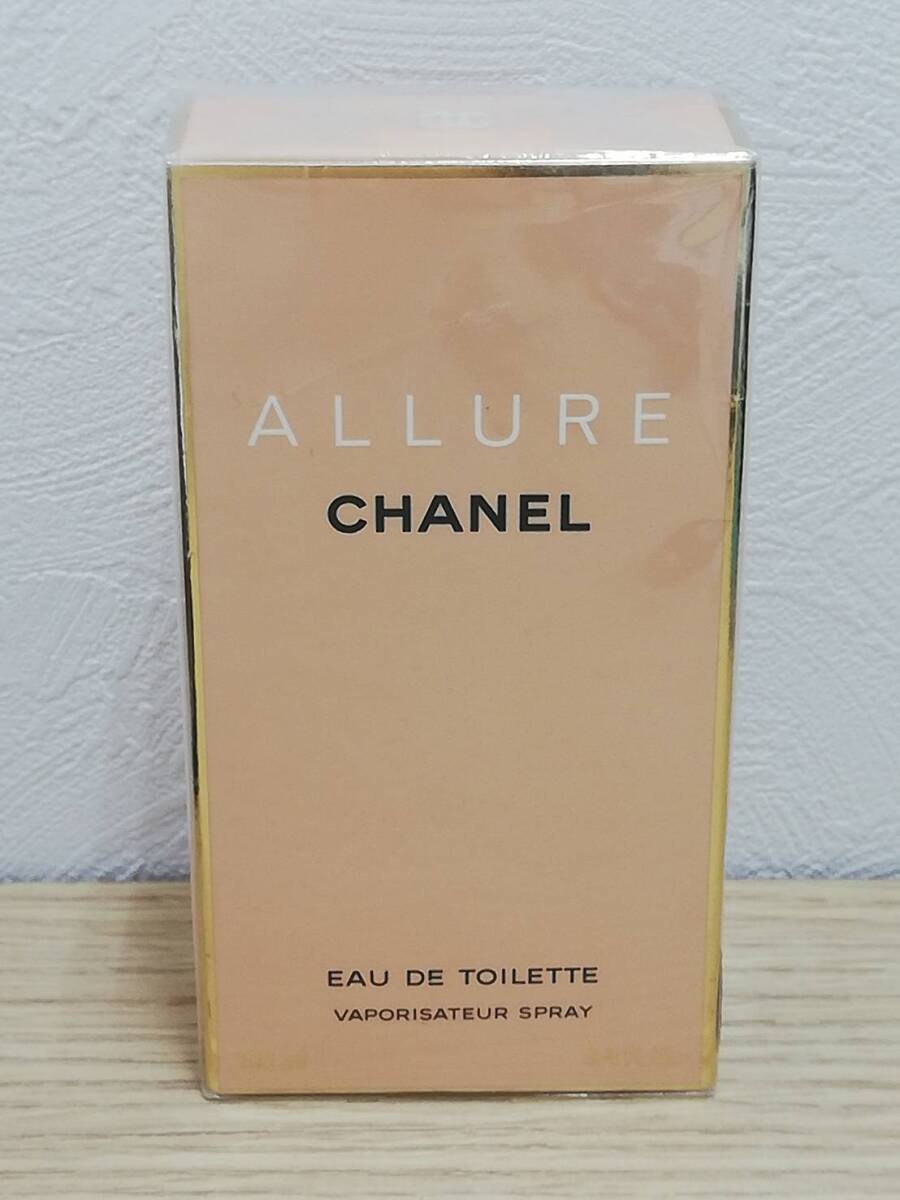 ALLURE
CHANEL
EAU DE TOILETTE
VAPORISATEUR SPRAY